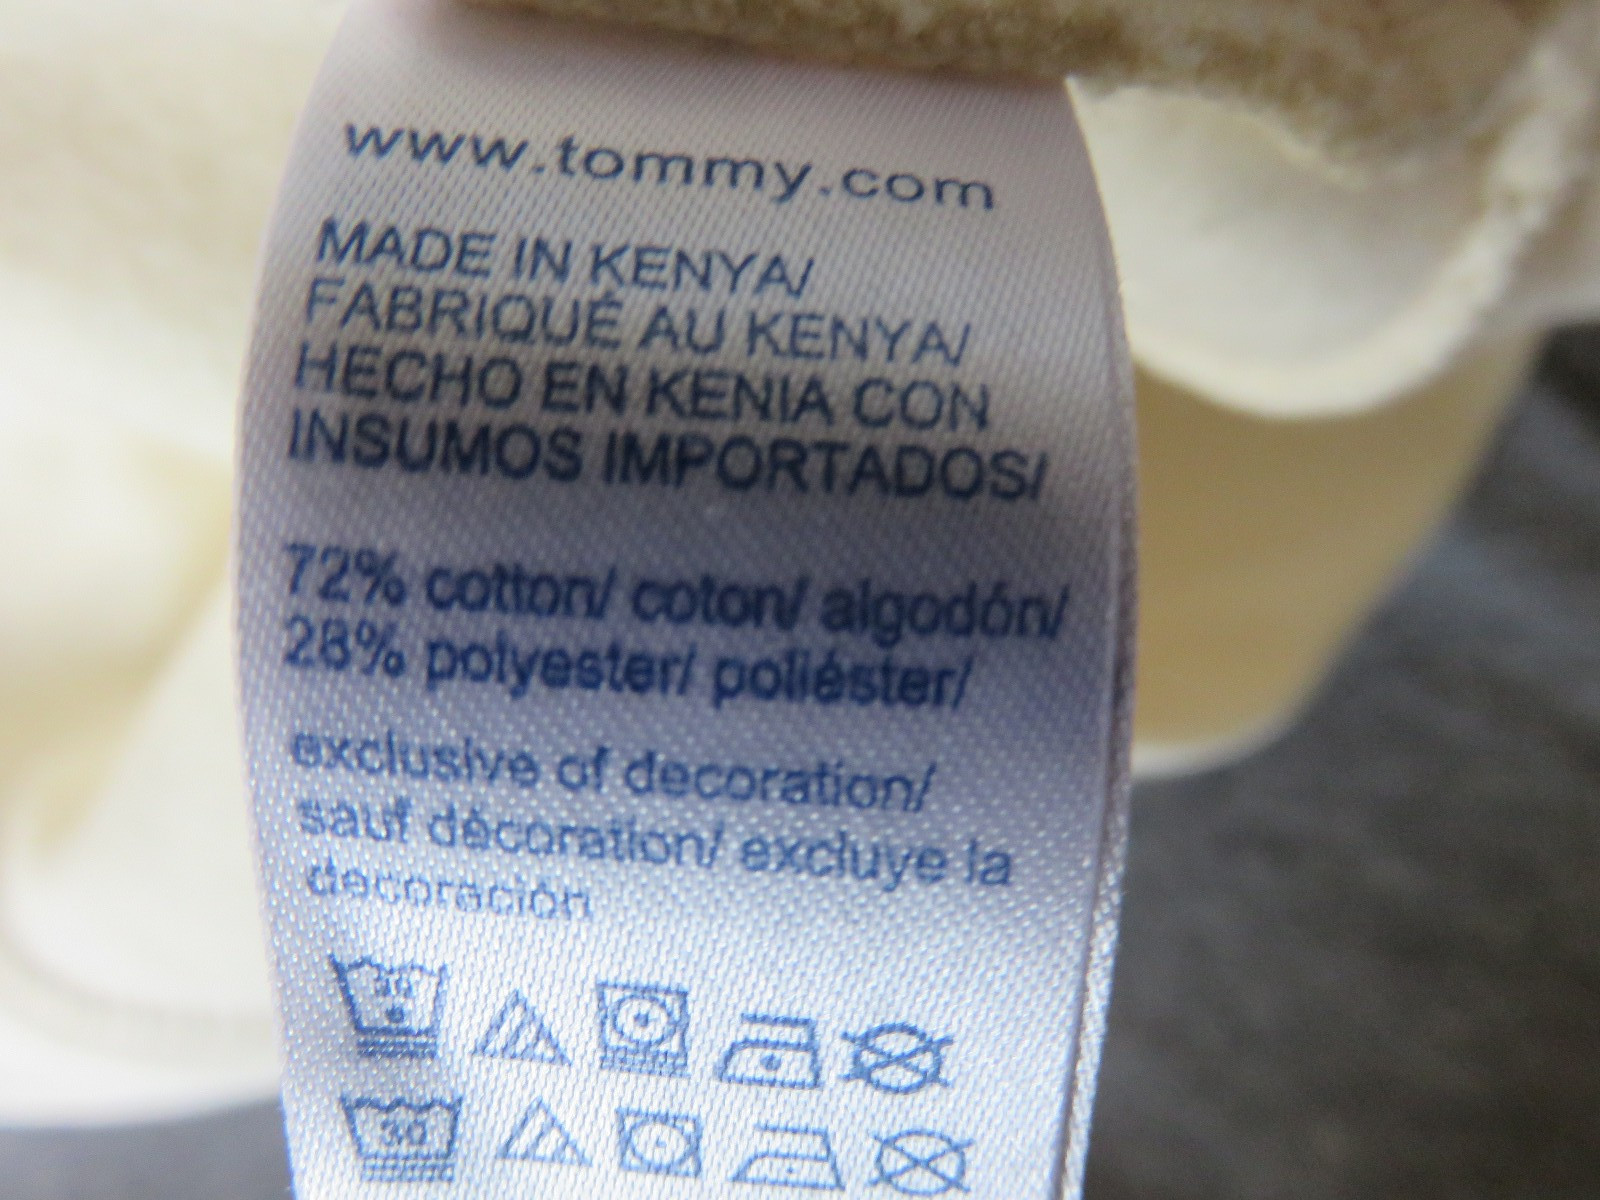 www.tommy.com
MADE IN KENYA/
FABRIQUÉ AU KENYA/
HECHO EN KENIA CON
INSUMOS IMPORTADOS/
72% cotton/ coton/ algodón/
28% polyester/ poliéster/
exclusive of decoration/
sauf décoration/ excluye la
decoración
30
30